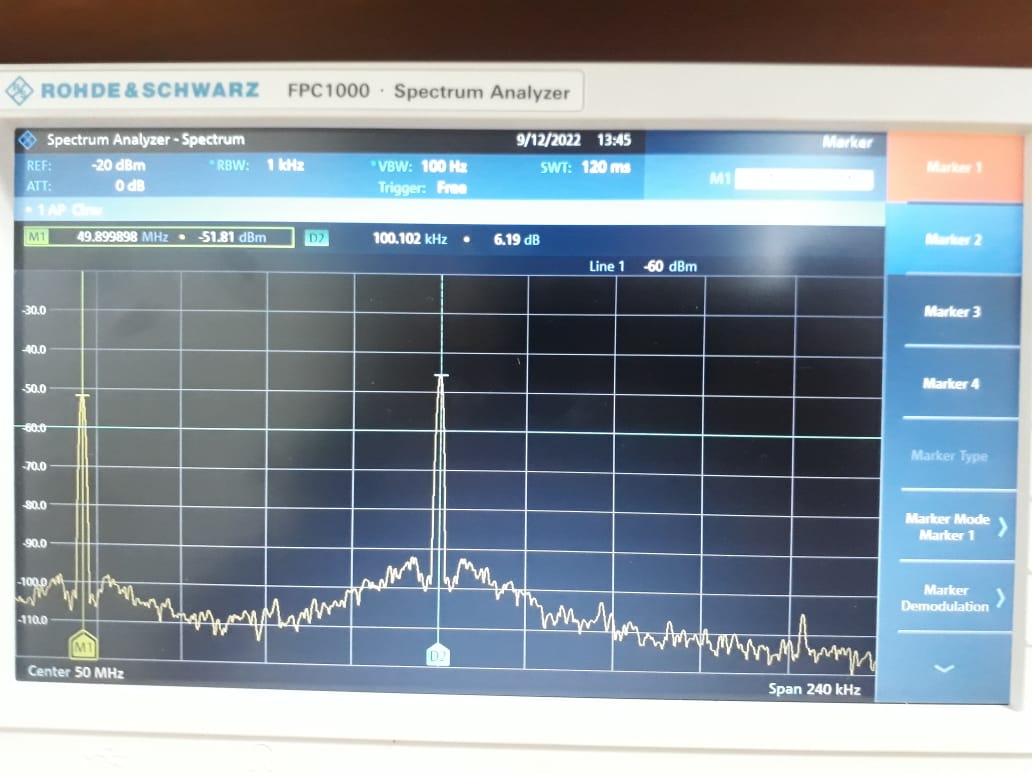 ROHDE & SCHWARZ FPC1000 · Spectrum Analyzer
Spectrum Analyzer - Spectrum 9/12/2022 13:45 Marker
REF: -20 dBm *RBW: 1 kHz *VBW: 100 Hz SWT: 120 ms
ATT: 0 dB Trigger: Free M1
• 1 AP Clrw
M1 49.899898 MHz • -51.81 dBm D2 100.102 kHz • 6.19 dB
Line 1 -60 dBm
-30.0
-40.0
-50.0
-60.0
-70.0
-80.0
-90.0
-100.0
-110.0
M1 D2
Center 50 MHz Span 240 kHz
Marker 1
Marker 2
Marker 3
Marker 4
Marker Type
Marker Mode
Marker 1
Marker
Demodulation